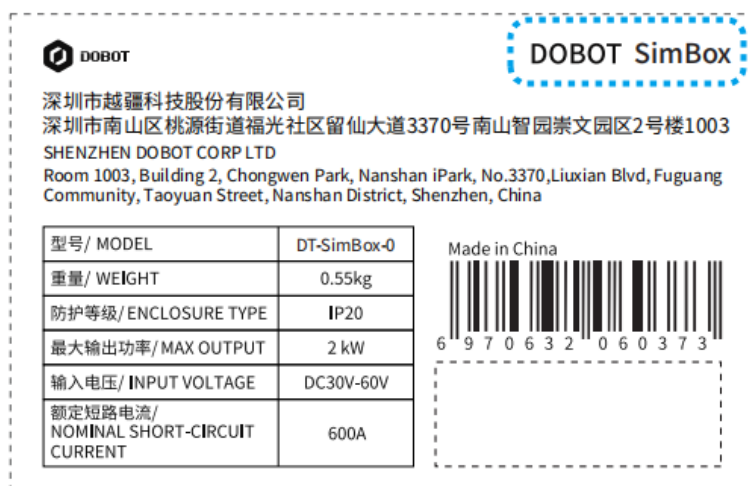 DOBOT
DOBOT SimBox
深圳市越疆科技股份有限公司
深圳市南山区桃源街道福光社区留仙大道3370号南山智园崇文园区2号楼1003
SHENZHEN DOBOT CORP LTD
Room 1003, Building 2, Chongwen Park, Nanshan iPark, No.3370,Liuxian Blvd, Fuguang
Community, Taoyuan Street, Nanshan District, Shenzhen, China
型号/ MODEL DT-SimBox-0
重量/ WEIGHT 0.55kg
防护等级/ ENCLOSURE TYPE IP20
最大输出功率/ MAX OUTPUT 2 kW
输入电压/ INPUT VOLTAGE DC30V-60V
额定短路电流/
NOMINAL SHORT-CIRCUIT
CURRENT
600A
Made in China
6 970632 060373